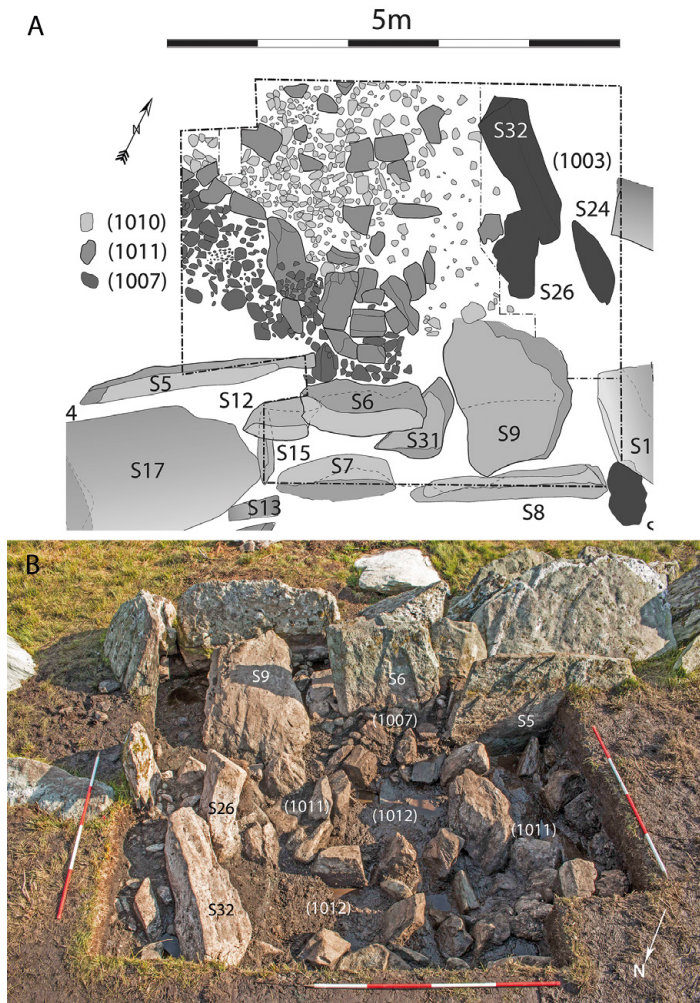 A
5m
N
S32
(1003)
S24
(1010)
(1011)
(1007)
S26
S5
4
S12
S6
S31
S9
S1
S17
S15
S7
S8
S13
B
S9
S6
(1007)
S5
S26
(1011)
(1012)
(1011)
S32
(1012)
N